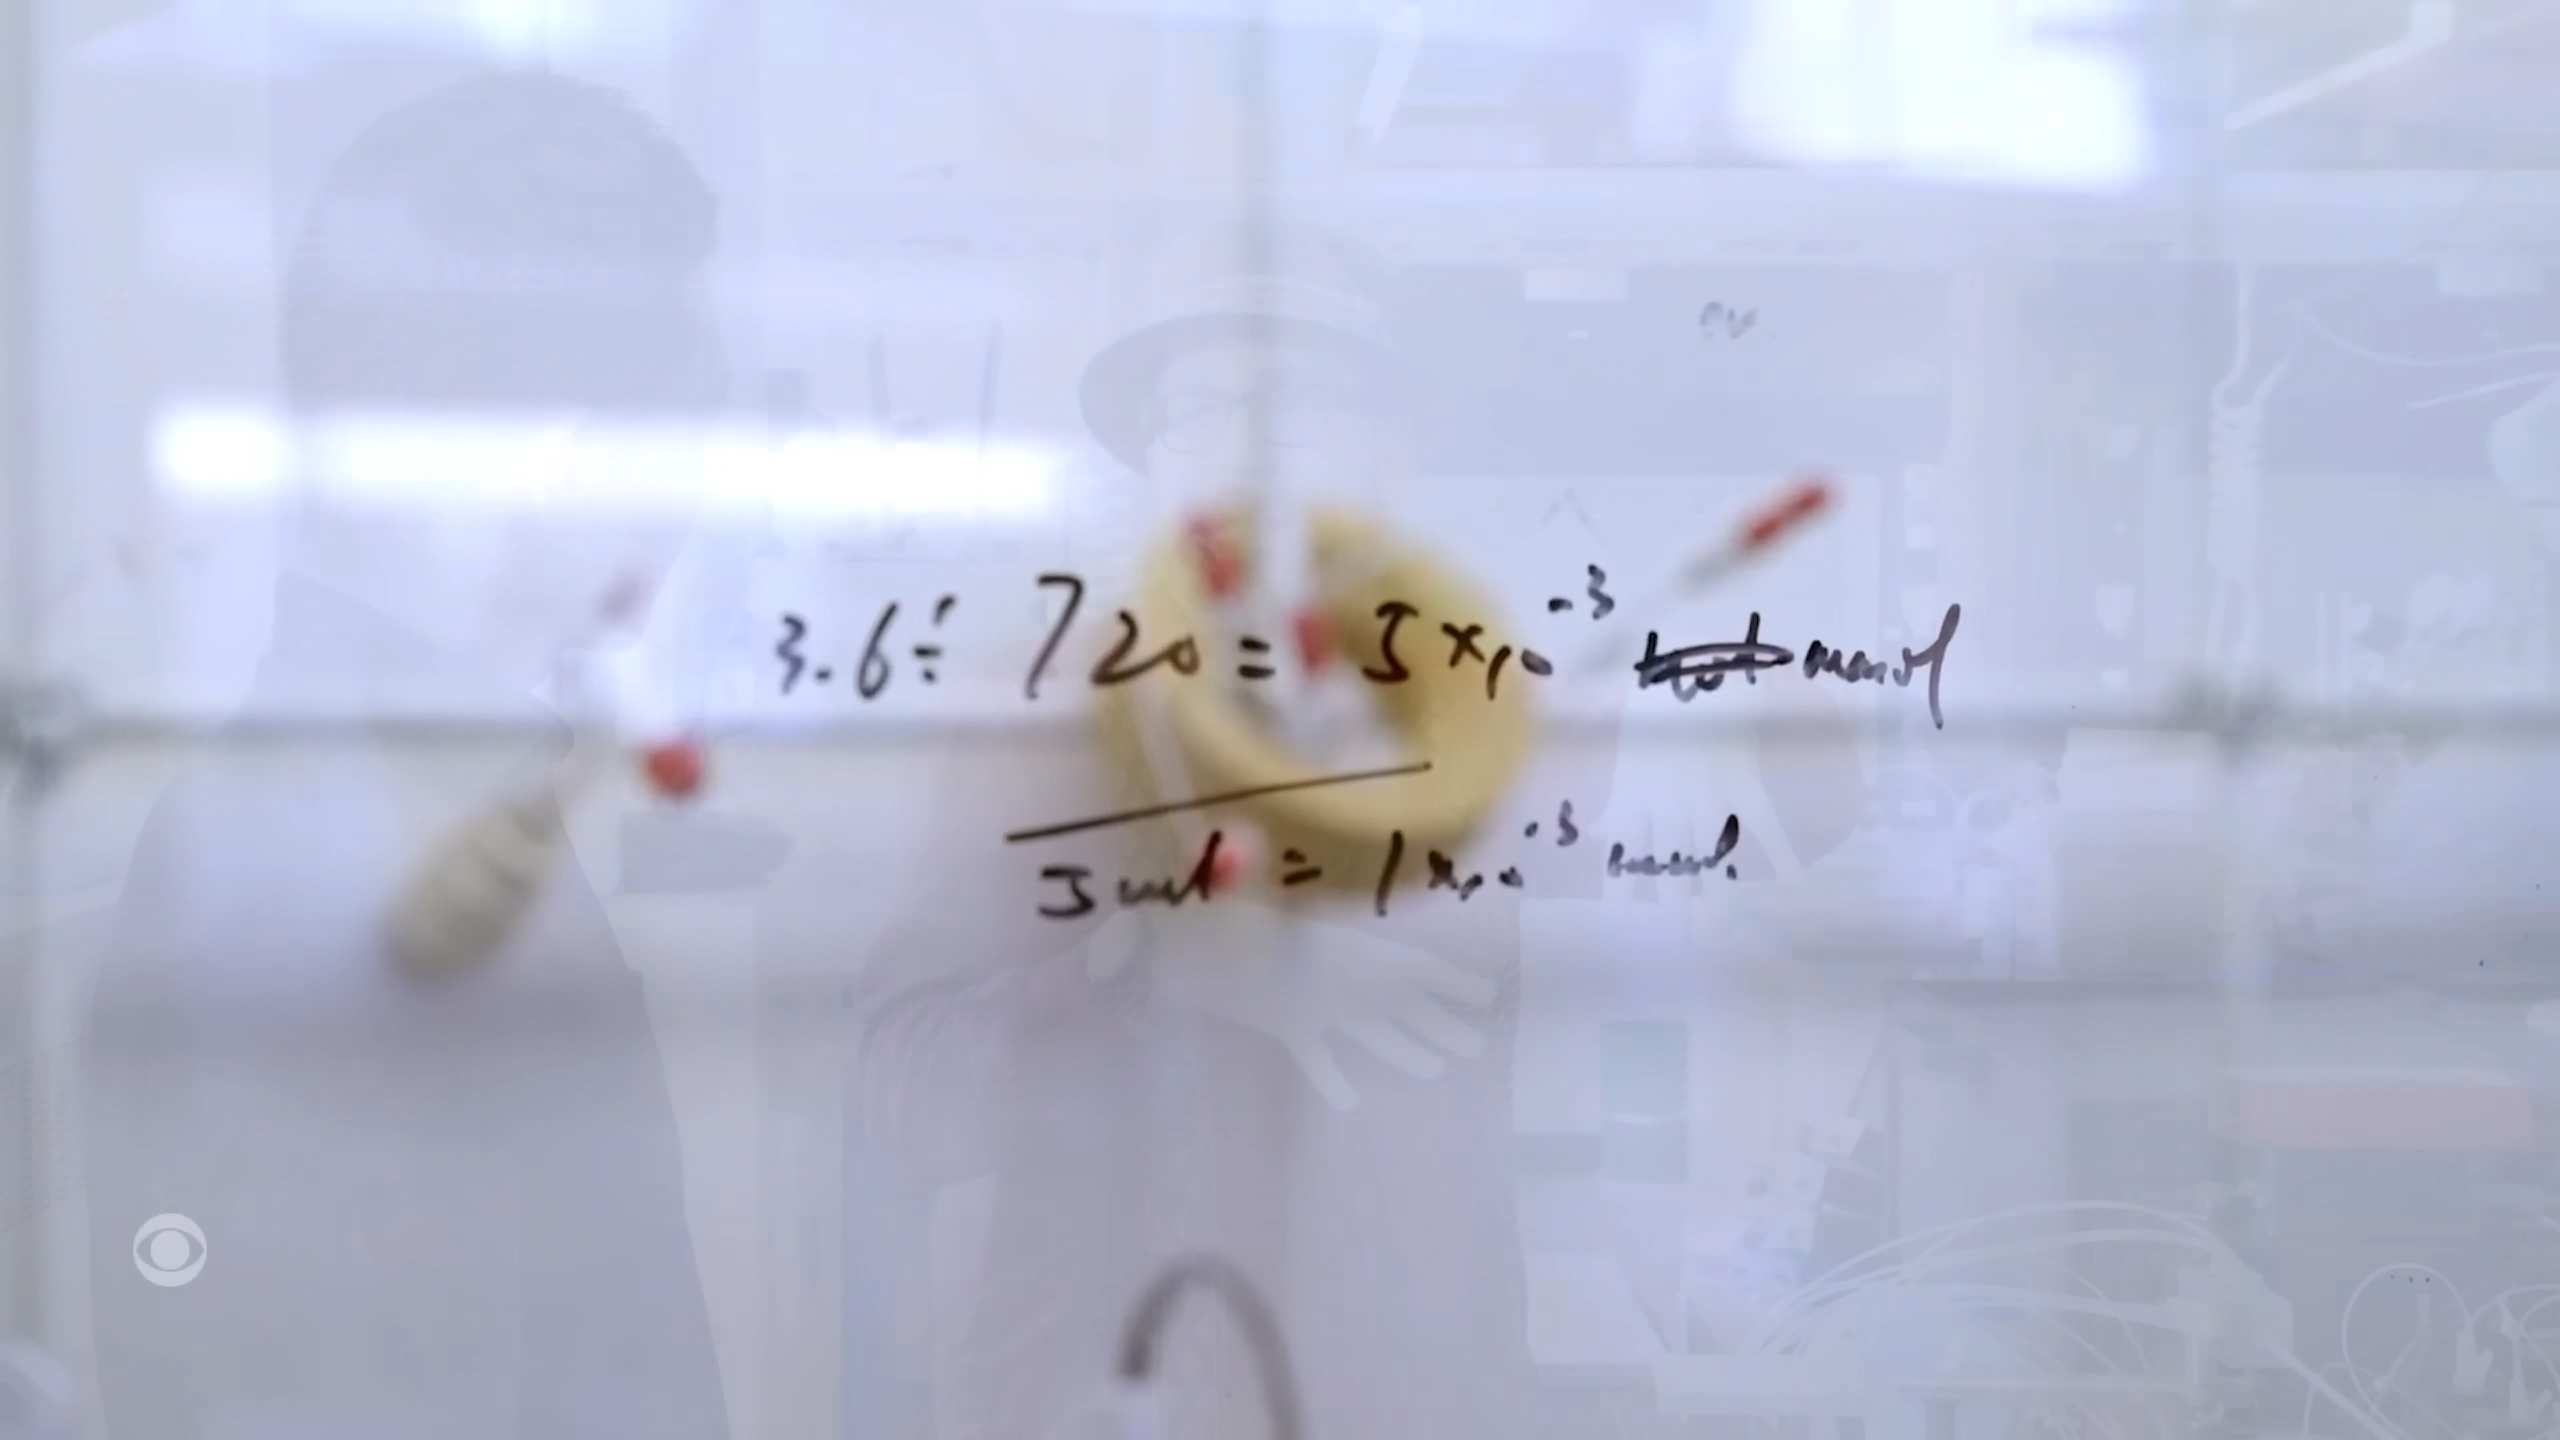 3.6 ÷ 720 = 5 x10⁻³ mmol
5 ml = 1 x10⁻³ mmol.